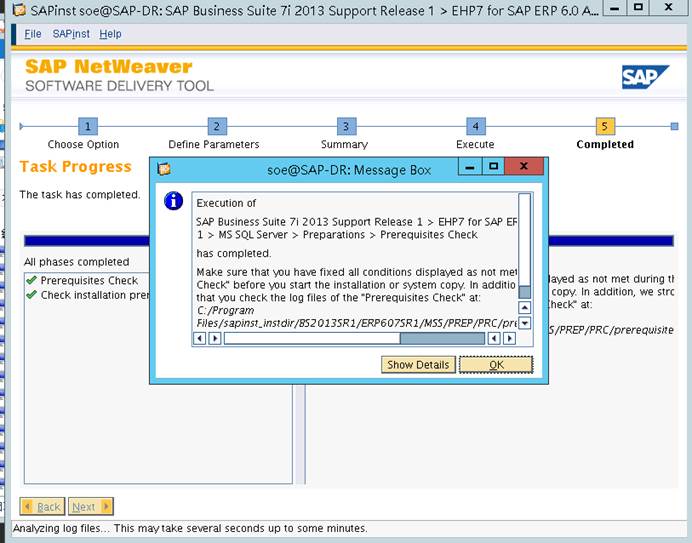 SAPinst soe@SAP-DR: SAP Business Suite 7i 2013 Support Release 1 > EHP7 for SAP ERP 6.0 A...
File SAPinst Help
SAP NetWeaver
SOFTWARE DELIVERY TOOL
SAP
1 2 3 4 5
Choose Option Define Parameters Summary Execute Completed
Task Progress
The task has completed.
All phases completed
Prerequisites Check
Check installation prer
soe@SAP-DR: Message Box
Execution of
SAP Business Suite 7i 2013 Support Release 1 > EHP7 for SAP ER
1 > MS SQL Server > Preparations > Prerequisites Check
has completed.
Make sure that you have fixed all conditions displayed as not met
Check" before you start the installation or system copy. In additio
that you check the log files of the "Prerequisites Check" at:
C:/Program
Files/sapinst_instdir/BS2013SR1/ERP607SR1/MSS/PREP/PRC/pre
Show Details OK
layed as not met during th
copy. In addition, we stro
Check" at:
S/PREP/PRC/prerequisite
Back Next
Analyzing log files... This may take several seconds up to some minutes.